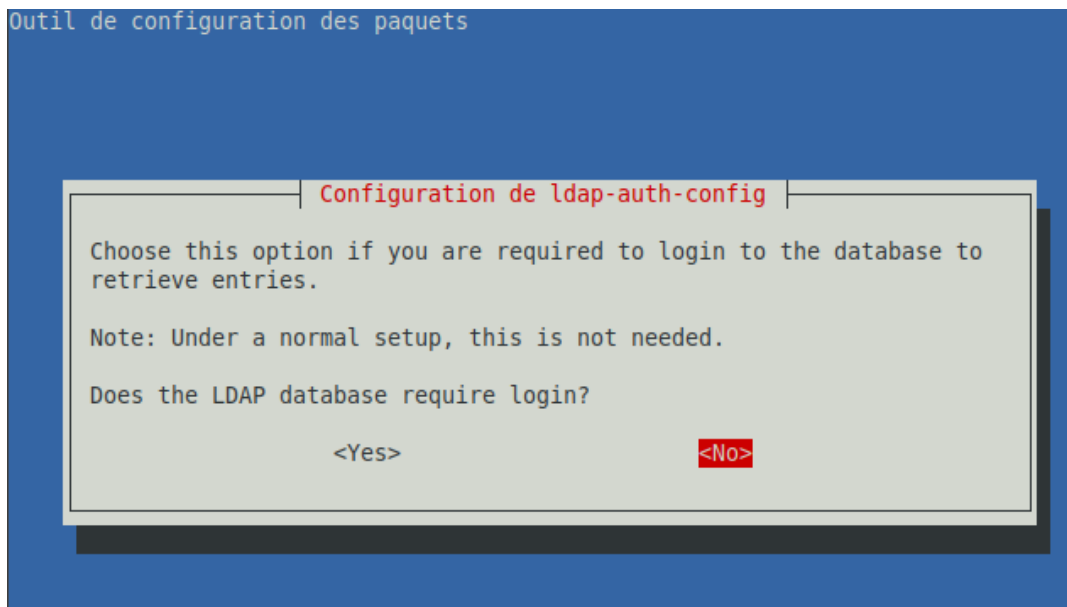 Outil de configuration des paquets
Configuration de ldap-auth-config
Choose this option if you are required to login to the database to
retrieve entries.
Note: Under a normal setup, this is not needed.
Does the LDAP database require login?
<Yes> <No>